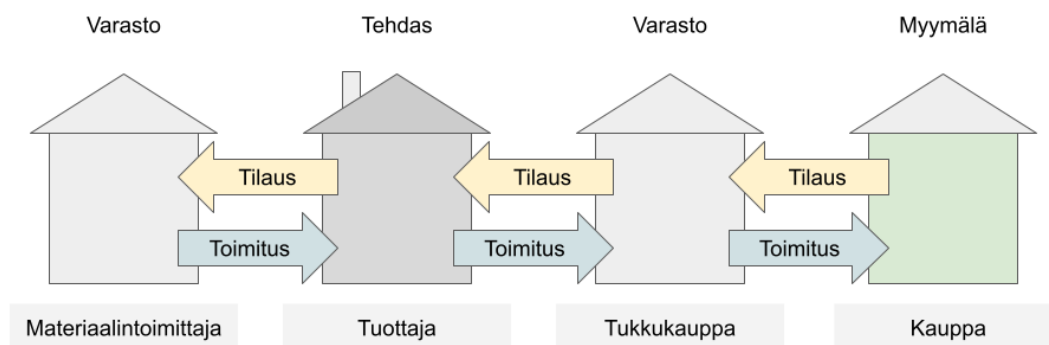 Varasto
Tehdas
Varasto
Myymälä
Tilaus
Tilaus
Tilaus
Toimitus
Toimitus
Toimitus
Materiaalintoimittaja
Tuottaja
Tukkukauppa
Kauppa